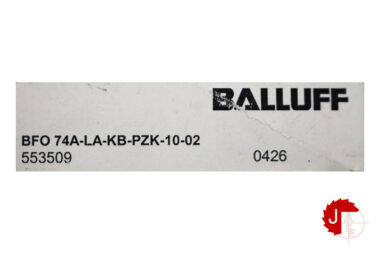 BALLUFF
BFO 74A-LA-KB-PZK-10-02
553509 0426
J